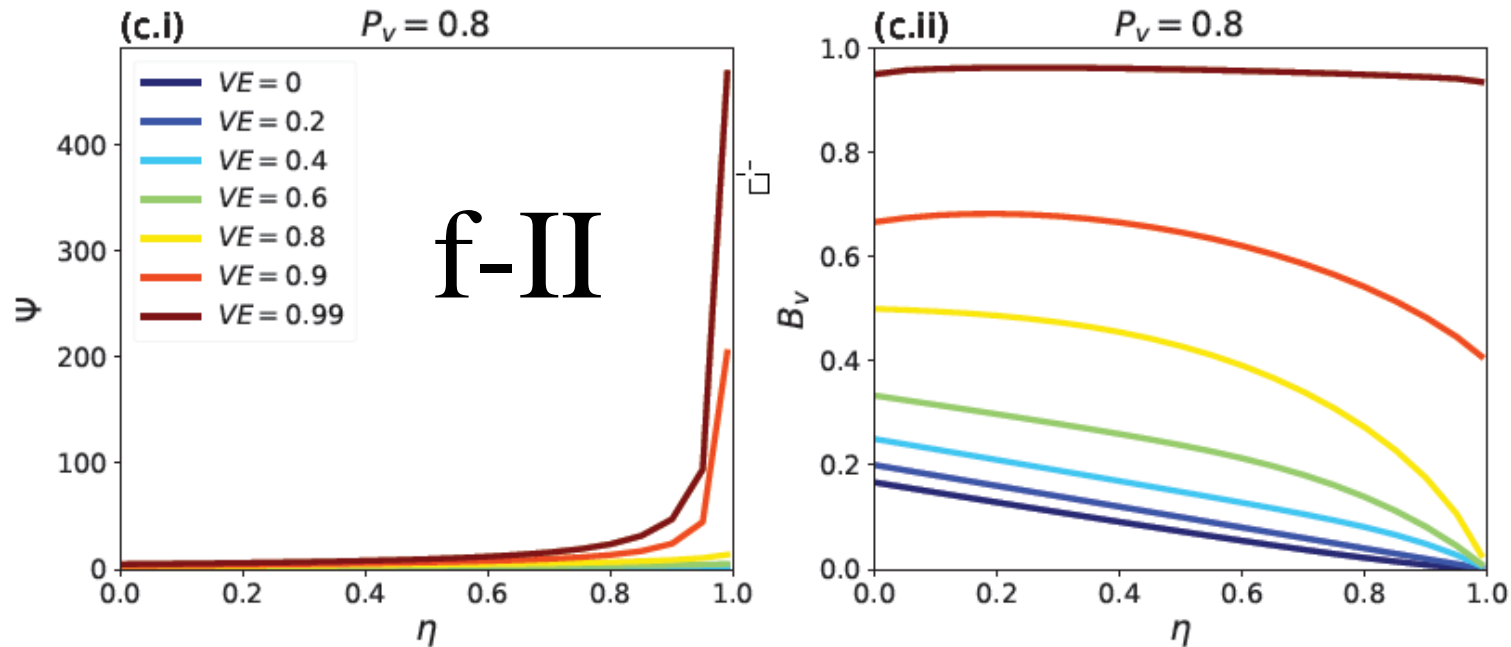 (c.i) P_v = 0.8
VE = 0
VE = 0.2
VE = 0.4
VE = 0.6
VE = 0.8
VE = 0.9
VE = 0.99
f-II
Ψ
400
300
200
100
0
0.0 0.2 0.4 0.6 0.8 1.0
η
(c.ii) P_v = 0.8
B_v
1.0
0.8
0.6
0.4
0.2
0.0
0.0 0.2 0.4 0.6 0.8 1.0
η